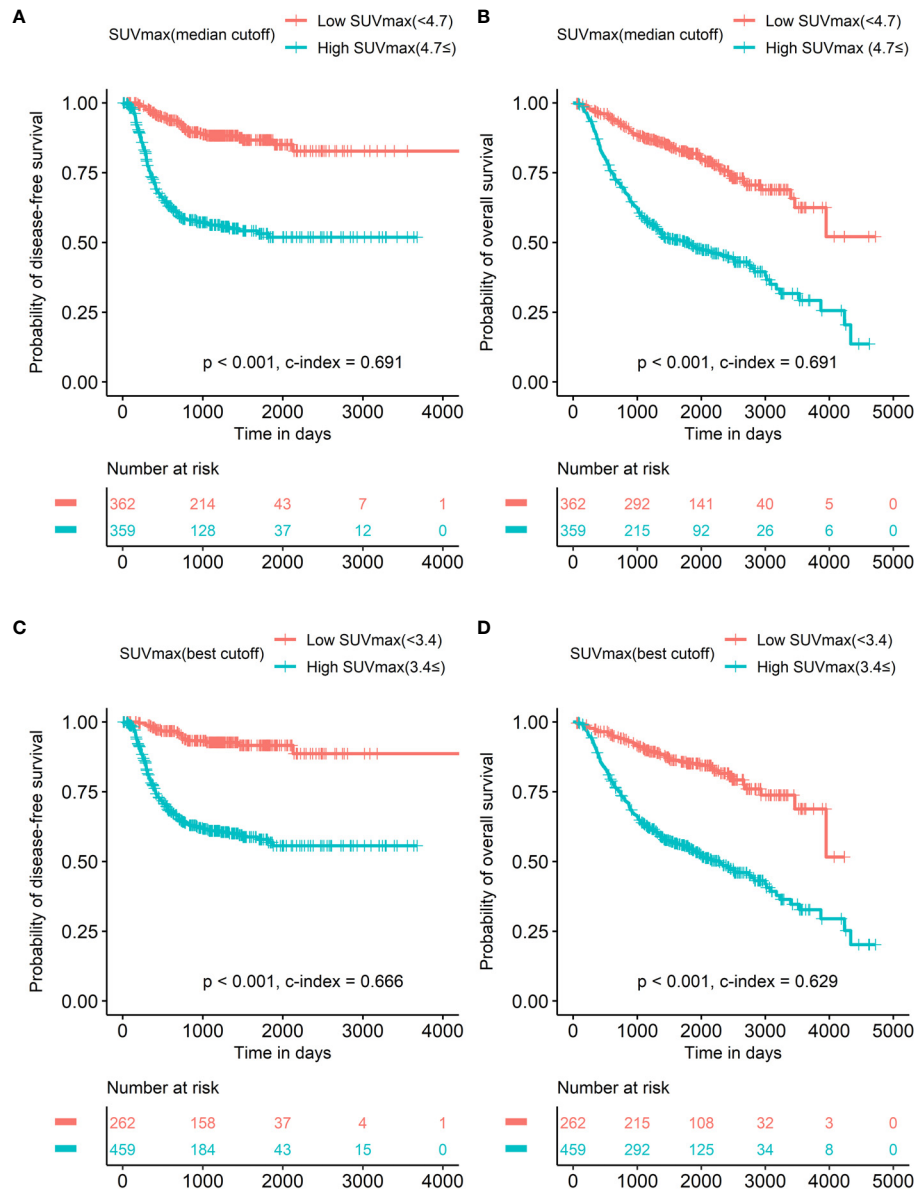 A
SUVmax(median cutoff)
Low SUVmax(<4.7)
High SUVmax(4.7≤)
Probability of disease-free survival
1.00
0.75
0.50
0.25
0.00
p < 0.001, c-index = 0.691
0 1000 2000 3000 4000
Time in days
Number at risk
362 214 43 7 1
359 128 37 12 0
0 1000 2000 3000 4000
B
SUVmax(median cutoff)
Low SUVmax(<4.7)
High SUVmax (4.7≤)
Probability of overall survival
1.00
0.75
0.50
0.25
0.00
p < 0.001, c-index = 0.691
0 1000 2000 3000 4000 5000
Time in days
Number at risk
362 292 141 40 5 0
359 215 92 26 6 0
0 1000 2000 3000 4000 5000
C
SUVmax(best cutoff)
Low SUVmax(<3.4)
High SUVmax(3.4≤)
Probability of disease-free survival
1.00
0.75
0.50
0.25
0.00
p < 0.001, c-index = 0.666
0 1000 2000 3000 4000
Time in days
Number at risk
262 158 37 4 1
459 184 43 15 0
0 1000 2000 3000 4000
D
SUVmax(best cutoff)
Low SUVmax(<3.4)
High SUVmax(3.4≤)
Probability of overall survival
1.00
0.75
0.50
0.25
0.00
p < 0.001, c-index = 0.629
0 1000 2000 3000 4000 5000
Time in days
Number at risk
262 215 108 32 3 0
459 292 125 34 8 0
0 1000 2000 3000 4000 5000